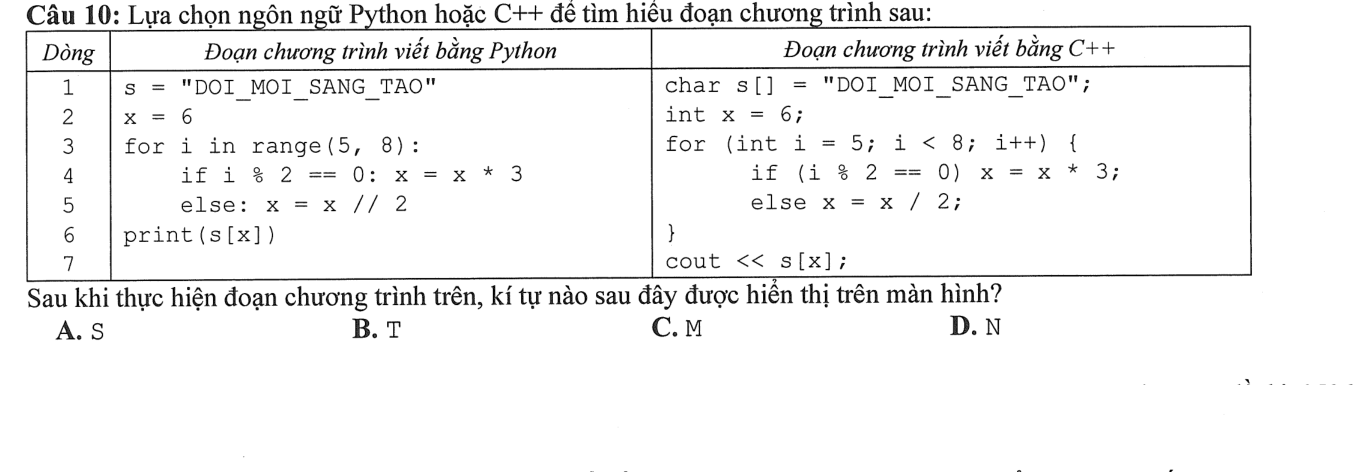 Câu 10: Lựa chọn ngôn ngữ Python hoặc C++ để tìm hiểu đoạn chương trình sau:
Dòng Đoạn chương trình viết bằng Python Đoạn chương trình viết bằng C++
1 s = "DOI_MOI_SANG_TAO" char s[] = "DOI_MOI_SANG_TAO";
2 x = 6 int x = 6;
3 for i in range(5, 8): for (int i = 5; i < 8; i++) {
4 if i % 2 == 0: x = x * 3 if (i % 2 == 0) x = x * 3;
5 else: x = x // 2 else x = x / 2;
6 print(s[x]) }
7 cout << s[x];
Sau khi thực hiện đoạn chương trình trên, kí tự nào sau đây được hiển thị trên màn hình?
A. S B. T C. M D. N